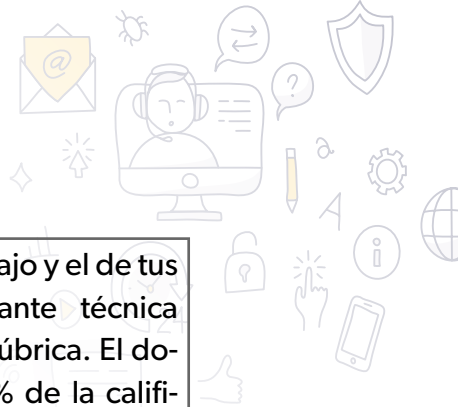 ajo y el de tus
ante técnica
úbrica. El do-
% de la califi-